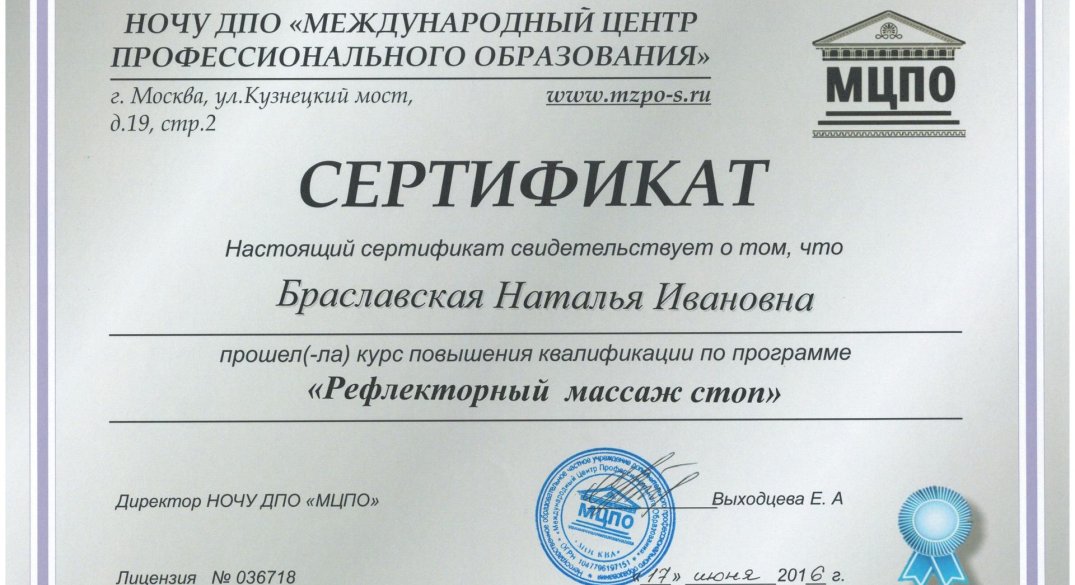 НОЧУ ДПО «МЕЖДУНАРОДНЫЙ ЦЕНТР
ПРОФЕССИОНАЛЬНОГО ОБРАЗОВАНИЯ»
г. Москва, ул.Кузнецкий мост,
д.19, стр.2
www.mzpo-s.ru
МЦПО
СЕРТИФИКАТ
Настоящий сертификат свидетельствует о том, что
Браславская Наталья Ивановна
прошел(-ла) курс повышения квалификации по программе
«Рефлекторный массаж стоп»
Директор НОЧУ ДПО «МЦПО»
МЦПО
Выходцева Е. А
Лицензия № 036718
«17» июня 2016 г.